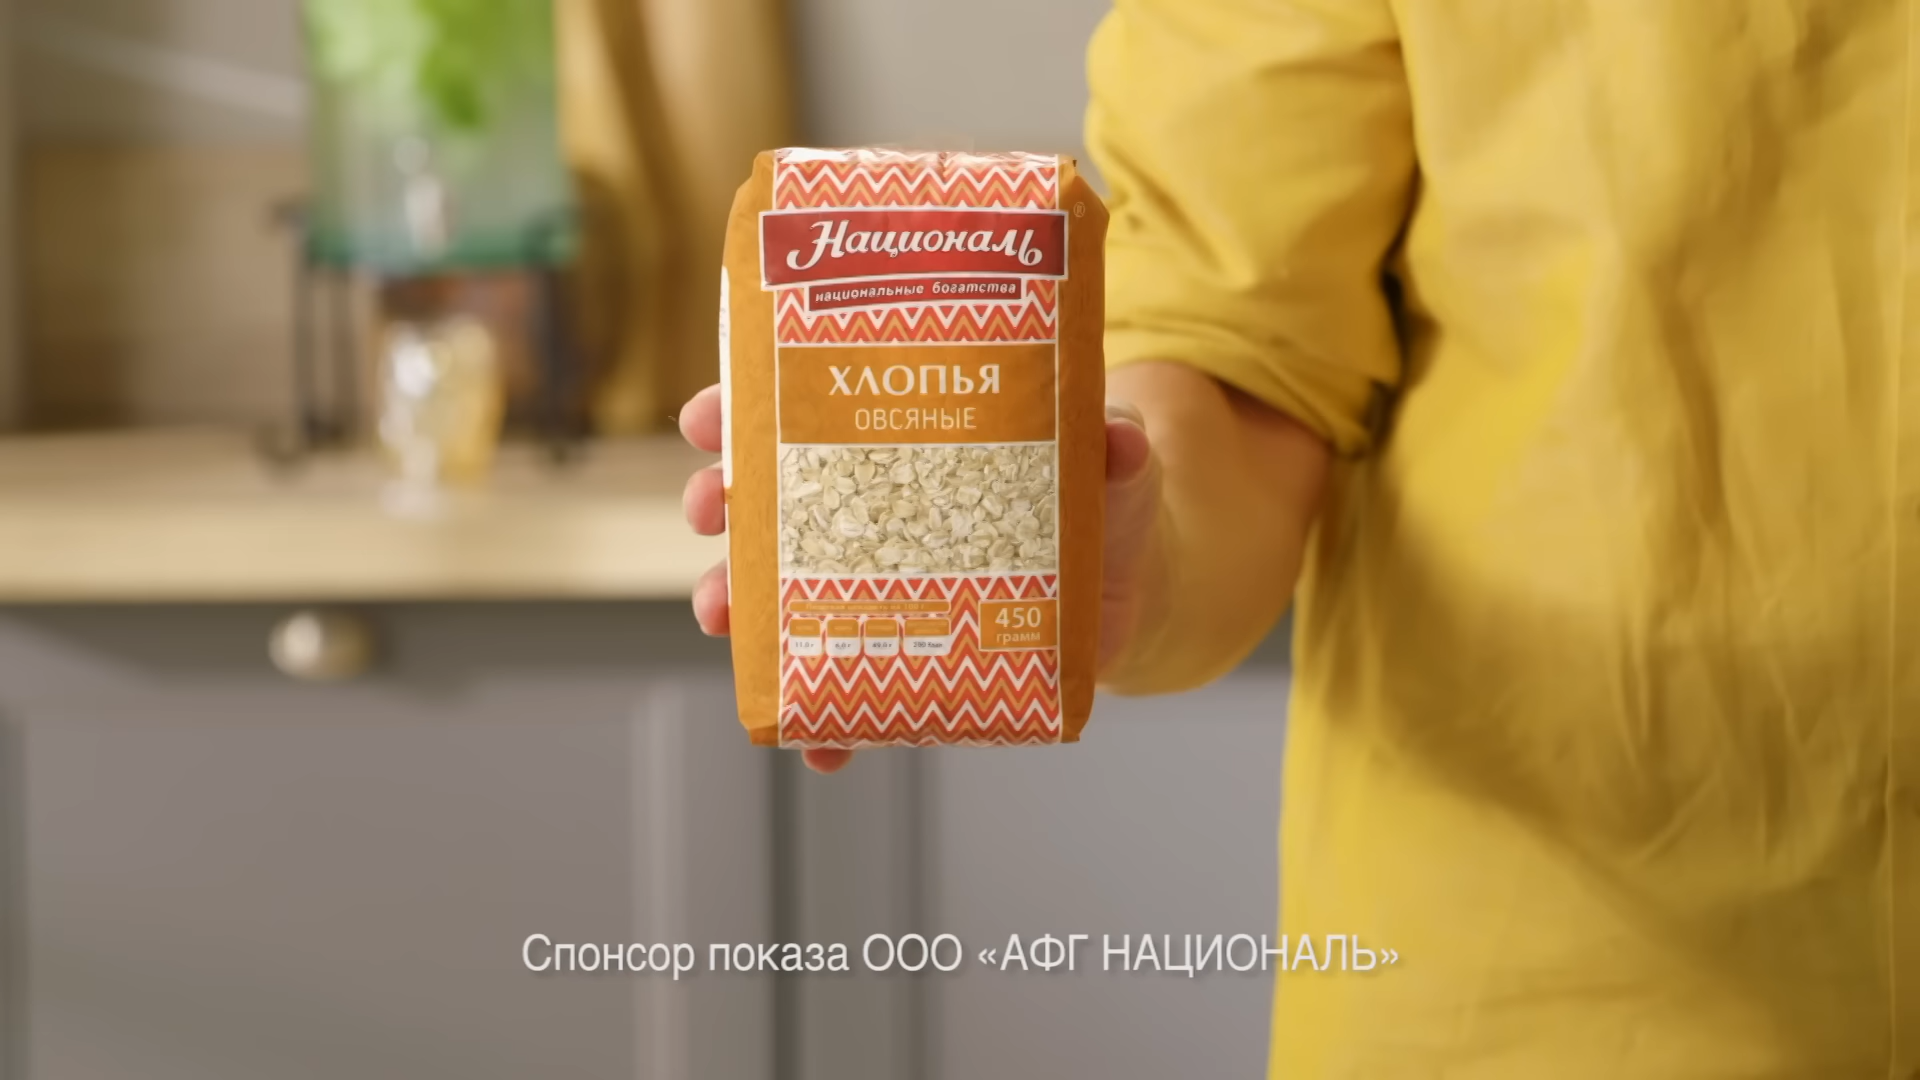 Националь
®
национальные богатства
ХЛОПЬЯ
ОВСЯНЫЕ
450
грамм
Спонсор показа ООО «АФГ НАЦИОНАЛЬ»